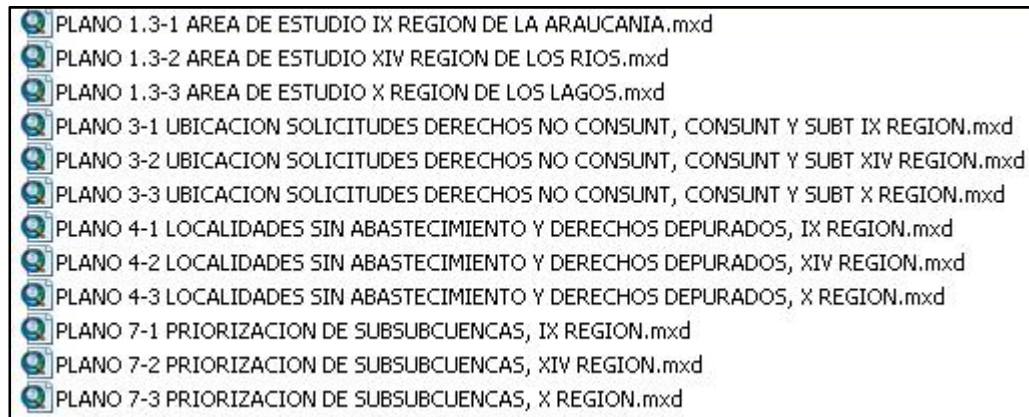 PLANO 1.3-1 AREA DE ESTUDIO IX REGION DE LA ARAUCANIA.mxd
PLANO 1.3-2 AREA DE ESTUDIO XIV REGION DE LOS RIOS.mxd
PLANO 1.3-3 AREA DE ESTUDIO X REGION DE LOS LAGOS.mxd
PLANO 3-1 UBICACION SOLICITUDES DERECHOS NO CONSUNT, CONSUNT Y SUBT IX REGION.mxd
PLANO 3-2 UBICACION SOLICITUDES DERECHOS NO CONSUNT, CONSUNT Y SUBT XIV REGION.mxd
PLANO 3-3 UBICACION SOLICITUDES DERECHOS NO CONSUNT, CONSUNT Y SUBT X REGION.mxd
PLANO 4-1 LOCALIDADES SIN ABASTECIMIENTO Y DERECHOS DEPURADOS, IX REGION.mxd
PLANO 4-2 LOCALIDADES SIN ABASTECIMIENTO Y DERECHOS DEPURADOS, XIV REGION.mxd
PLANO 4-3 LOCALIDADES SIN ABASTECIMIENTO Y DERECHOS DEPURADOS, X REGION.mxd
PLANO 7-1 PRIORIZACION DE SUBSUBCUENCAS, IX REGION.mxd
PLANO 7-2 PRIORIZACION DE SUBSUBCUENCAS, XIV REGION.mxd
PLANO 7-3 PRIORIZACION DE SUBSUBCUENCAS, X REGION.mxd